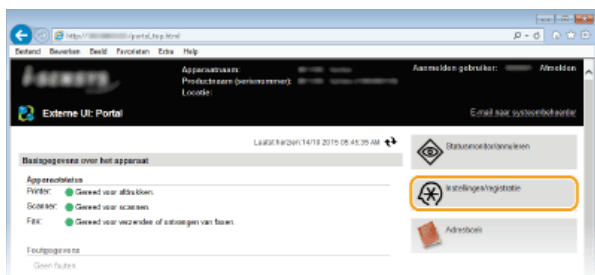 http:// /portal_top.html
Bestand Bewerken Beeld Favorieten Extra Help
Apparaatnaam:
Productnaam (serienummer):
Locatie:
Aanmelden gebruiker: Afmelden
Externe UI: Portal
E-mail naar systeembeheerder
Laatst herzien:14/10 2015 05:45:35 AM
Basisgegevens over het apparaat
Apparaatstatus
Printer: Gereed voor afdrukken.
Scanner: Gereed voor scannen.
Fax: Gereed voor verzenden of ontvangen van faxen.
Foutgegevens
Geen fouten.
Statusmonitor/annuleren
Instellingen/registratie
Adresboek